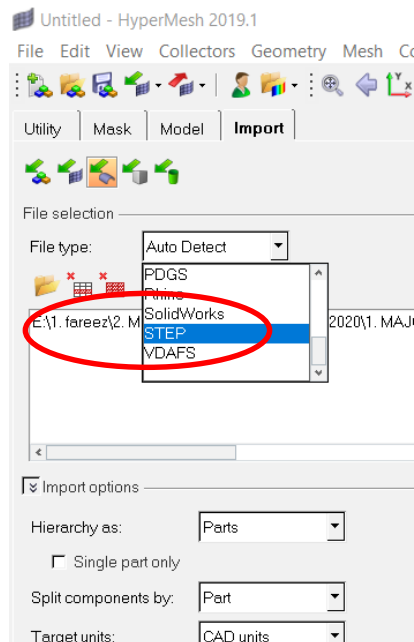 Untitled - HyperMesh 2019.1
File Edit View Collectors Geometry Mesh
Utility Mask Model Import
File selection
File type: Auto Detect
PDGS
Rhino
SolidWorks
E:\1. fareez\2. M STEP 2020\1. MAJ
VDAFS
Import options
Hierarchy as: Parts
Single part only
Split components by: Part
Target units: CAD units